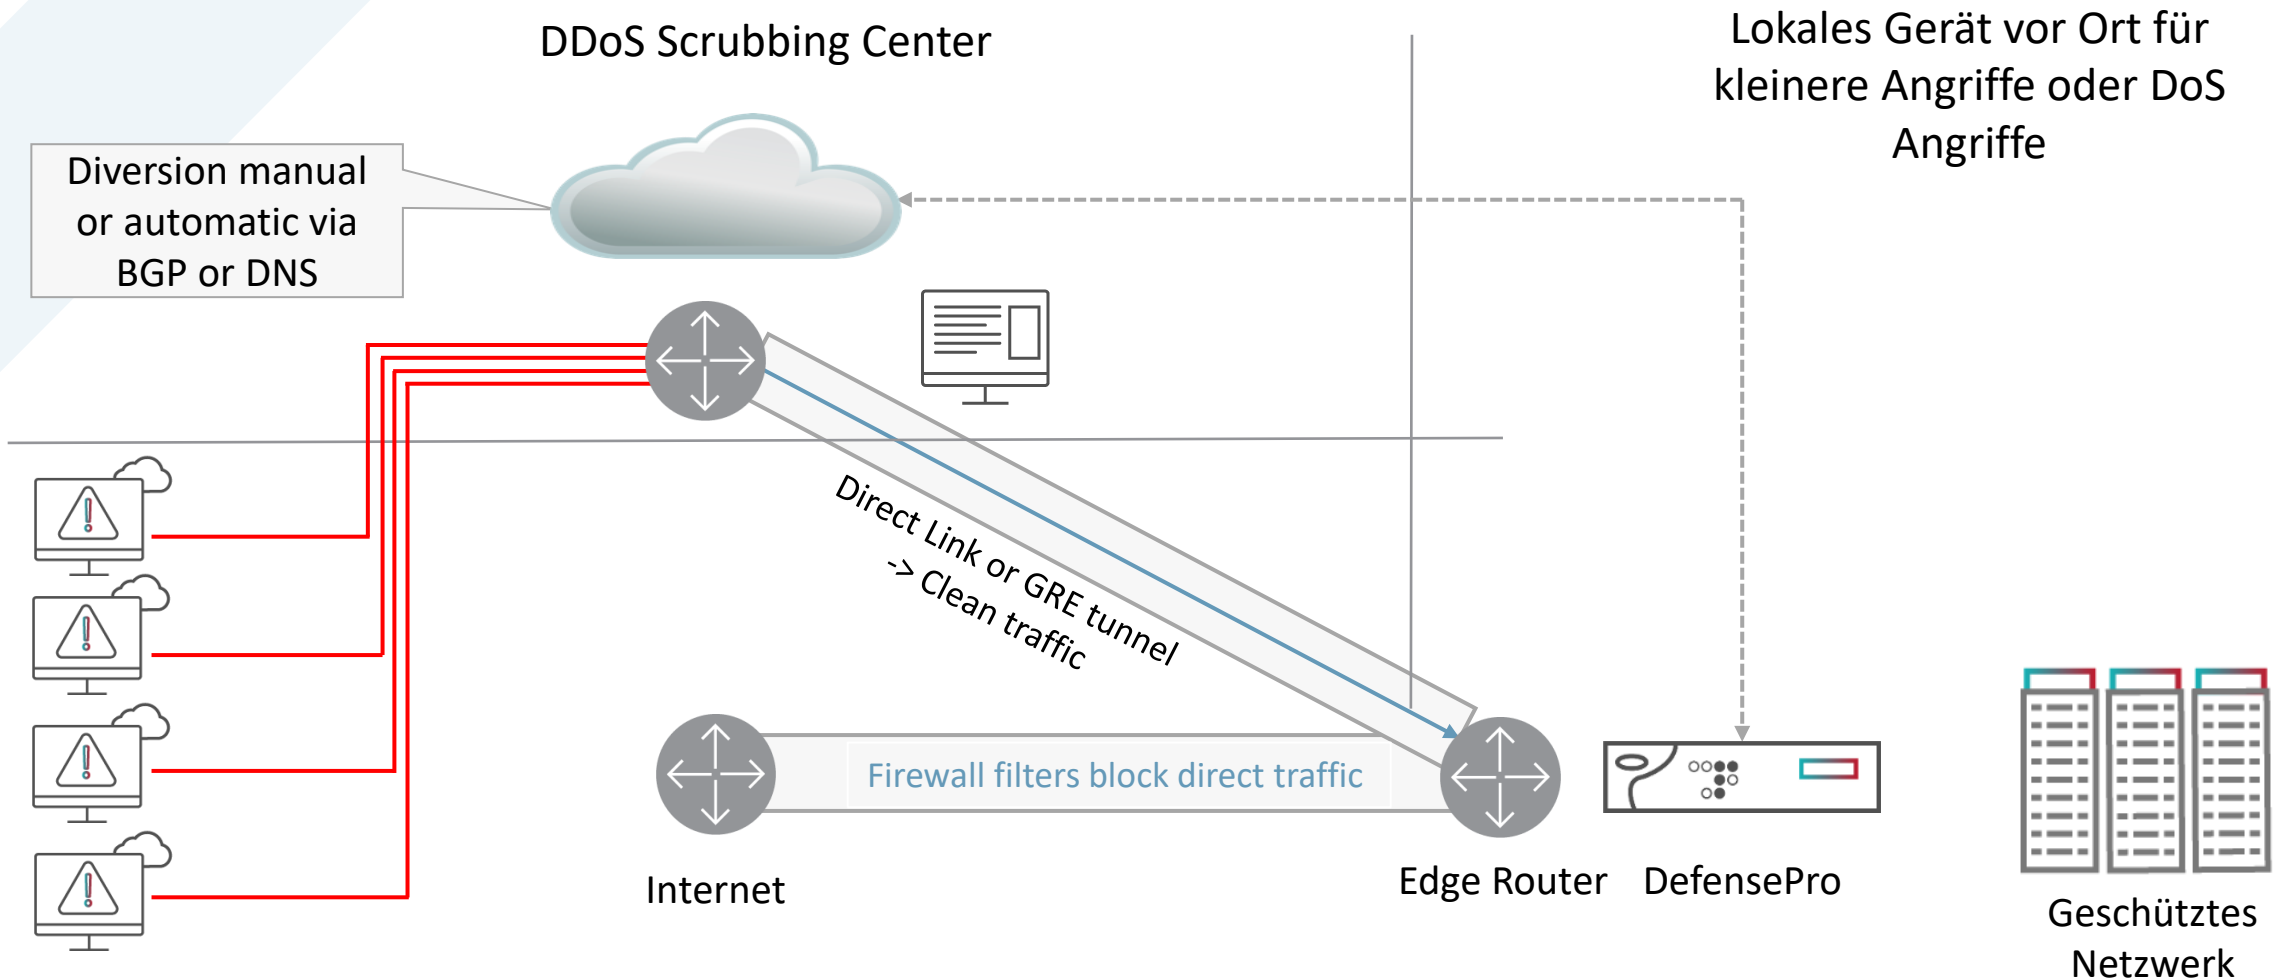 DDoS Scrubbing Center
Lokales Gerät vor Ort für
kleinere Angriffe oder DoS
Angriffe
Diversion manual
or automatic via
BGP or DNS
Direct Link or GRE tunnel
-> Clean traffic
Firewall filters block direct traffic
Internet
Edge Router
DefensePro
Geschütztes
Netzwerk